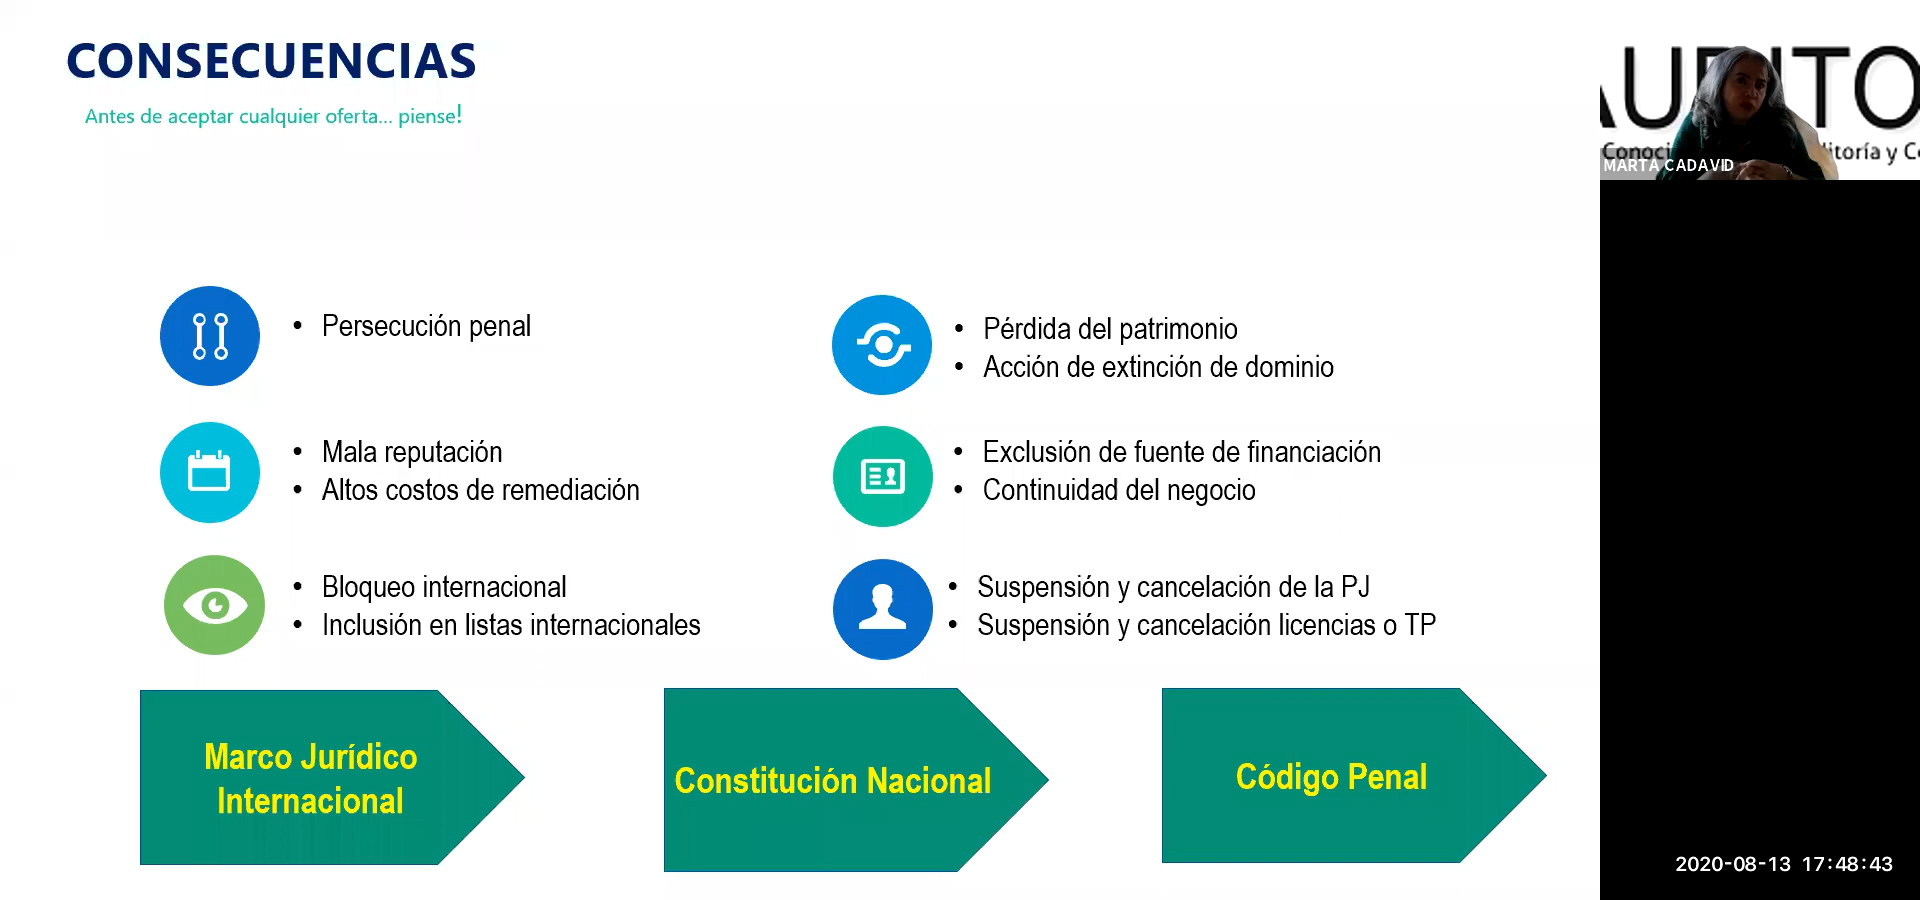 CONSECUENCIAS
Antes de aceptar cualquier oferta... piense!
• Persecución penal
• Mala reputación
• Altos costos de remediación
• Bloqueo internacional
• Inclusión en listas internacionales
• Pérdida del patrimonio
• Acción de extinción de dominio
• Exclusión de fuente de financiación
• Continuidad del negocio
• Suspensión y cancelación de la PJ
• Suspensión y cancelación licencias o TP
Marco Jurídico
Internacional
Constitución Nacional
Código Penal
MARTA CADAVID
2020-08-13 17:48:43